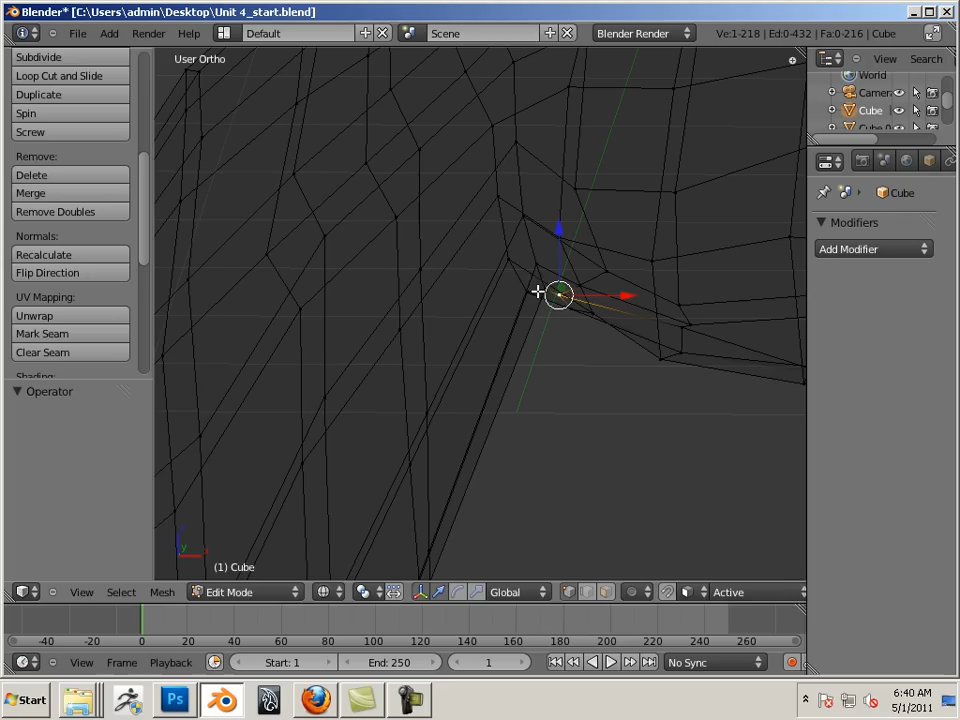 Blender* [C:\Users\admin\Desktop\Unit 4_start.blend]
File Add Render Help Default Scene Blender Render Ve:1-218 | Ed:0-432 | Fa:0-216 | Cube
Subdivide
Loop Cut and Slide
Duplicate
Spin
Screw
Remove:
Delete
Merge
Remove Doubles
Normals:
Recalculate
Flip Direction
UV Mapping:
Unwrap
Mark Seam
Clear Seam
Operator
User Ortho
y
(1) Cube
View Search
World
Camer
Cube
Cube
Modifiers
Add Modifier
View Select Mesh Edit Mode Global Active
-40 -20 0 20 40 60 80 100 120 140 160 180 200 220 240 260
View Frame Playback Start: 1 End: 250 1 No Sync
Start Ps 6:40 AM
5/1/2011